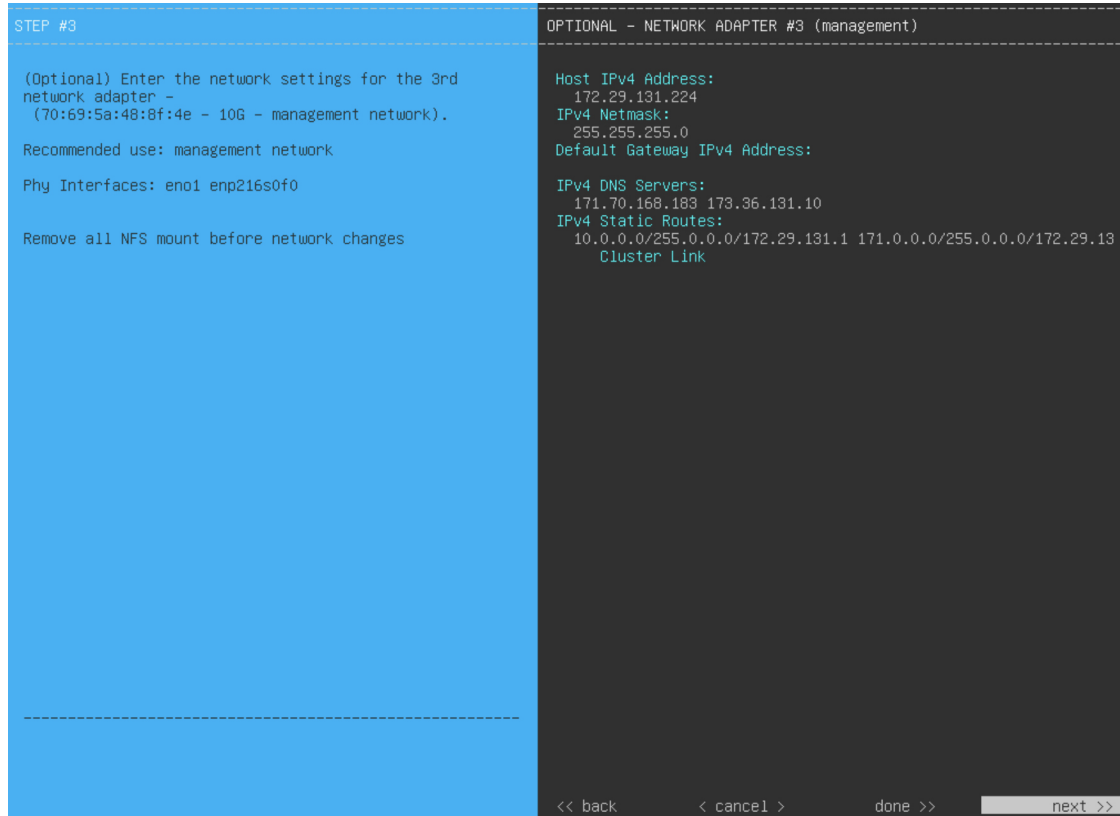 STEP #3
(Optional) Enter the network settings for the 3rd
network adapter –
(70:69:5a:48:8f:4e – 10G – management network).
Recommended use: management network
Phy Interfaces: eno1 enp216s0f0
Remove all NFS mount before network changes
OPTIONAL – NETWORK ADAPTER #3 (management)
Host IPv4 Address:
172.29.131.224
IPv4 Netmask:
255.255.255.0
Default Gateway IPv4 Address:
IPv4 DNS Servers:
171.70.168.183 173.36.131.10
IPv4 Static Routes:
10.0.0.0/255.0.0.0/172.29.131.1 171.0.0.0/255.0.0.0/172.29.13
Cluster Link
<< back < cancel > done >> next >>